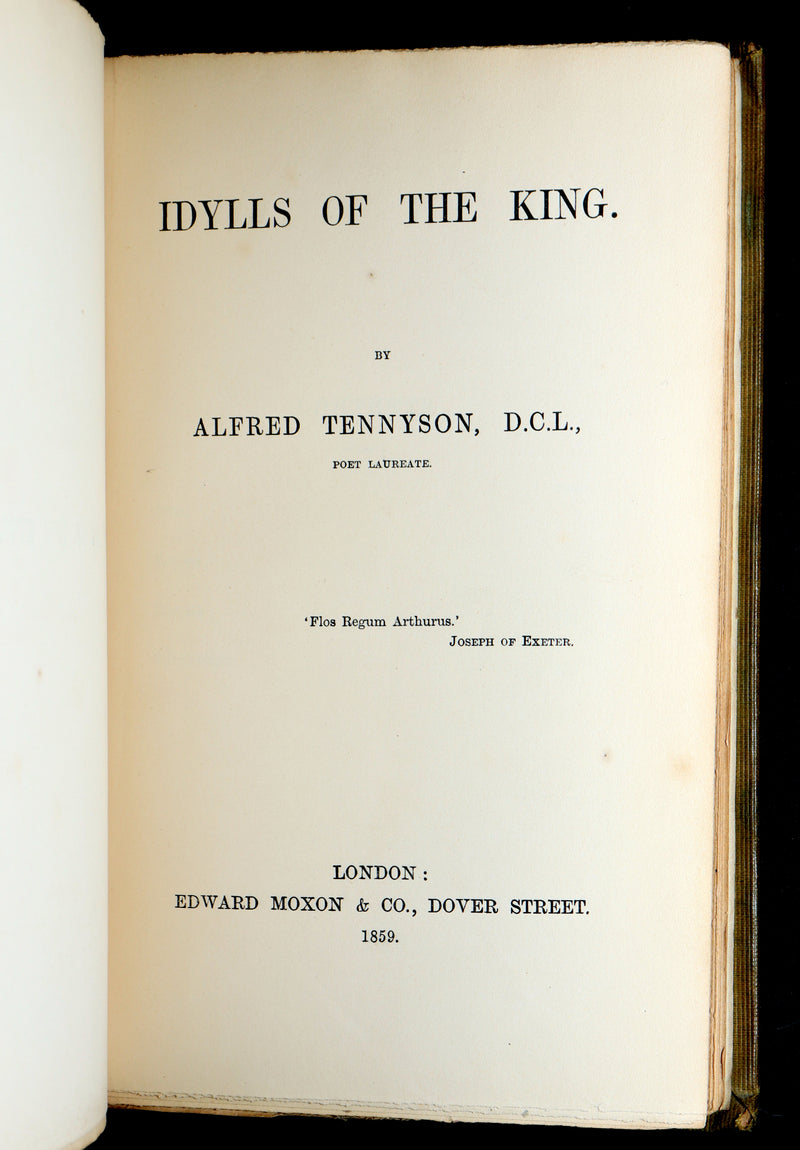 IDYLLS OF THE KING.
BY
ALFRED TENNYSON, D.C.L.,
POET LAUREATE.
‘Flos Regum Arthurus.’
JOSEPH OF EXETER.
LONDON :
EDWARD MOXON & CO., DOVER STREET.
1859.